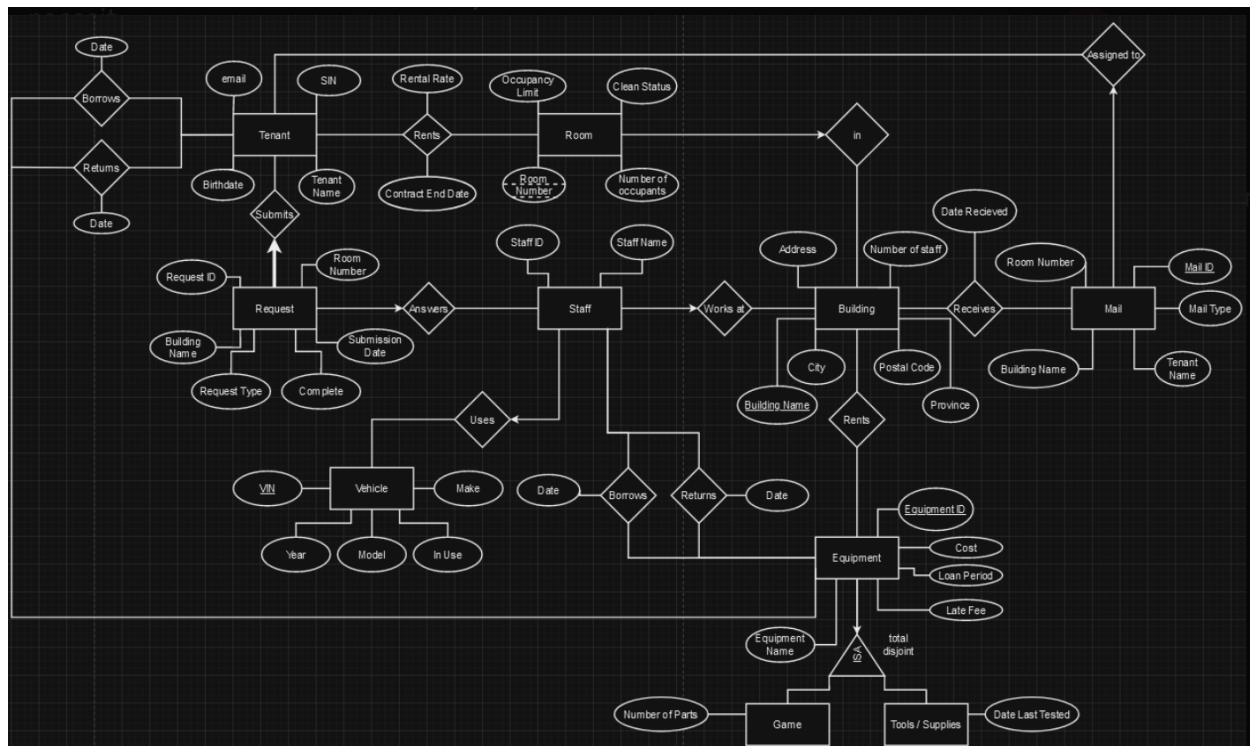 Date
Borrows
email
SIN
Rental Rate
Occupancy
Limit
Clean Status
Assigned to
Tenant
Rents
Room
in
Returns
Birthdate
Tenant
Name
Contract End Date
Room
Number
Number of
occupants
Date
Submits
Date Recieved
Staff ID
Staff Name
Address
Number of staff
Request ID
Room
Number
Room Number
Mail ID
Request
Answers
Staff
Works at
Building
Receives
Mail
Mail Type
Building
Name
Submission
Date
City
Postal Code
Building Name
Tenant
Name
Request Type
Complete
Building Name
Province
Uses
Rents
VIN
Vehicle
Make
Date
Borrows
Returns
Date
Equipment ID
Year
Model
In Use
Equipment
Cost
Loan Period
Late Fee
Equipment
Name
ISA
total
disjoint
Number of Parts
Game
Tools / Supplies
Date Last Tested